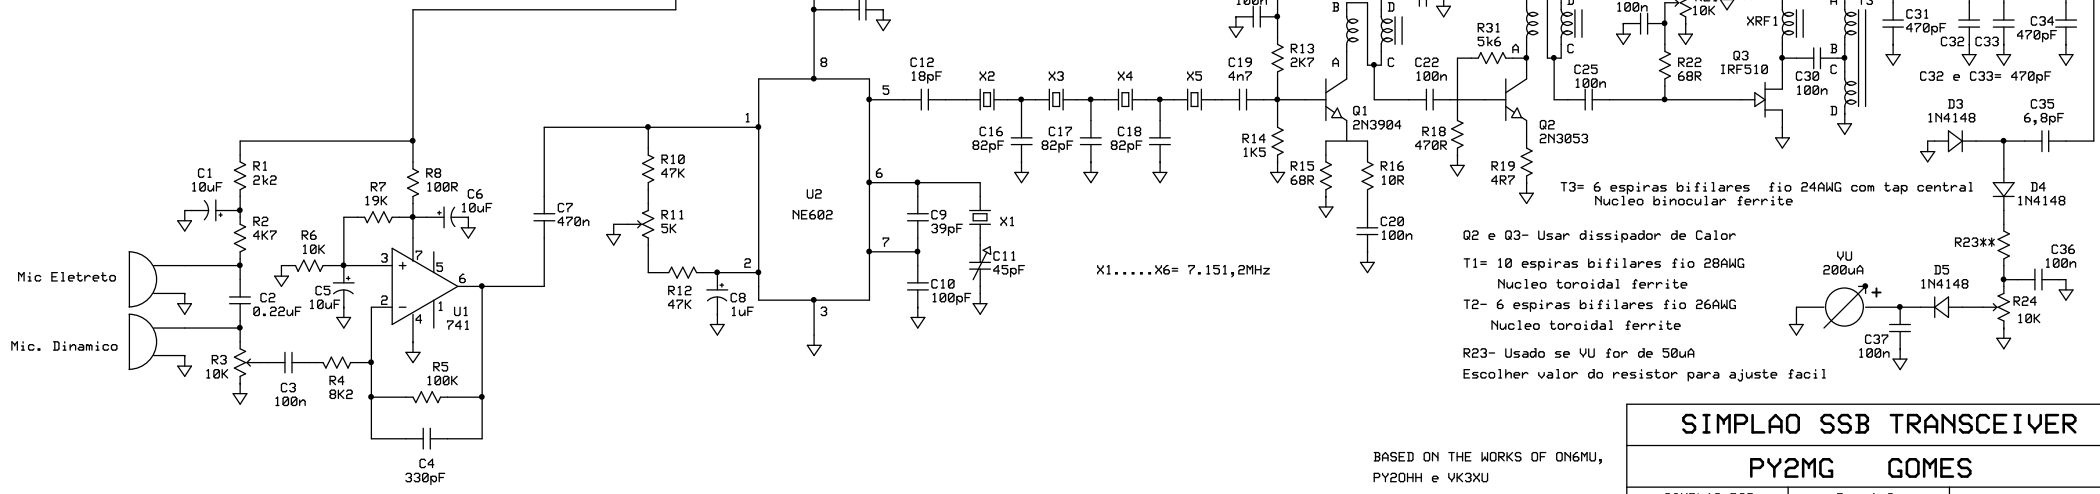 8
1
5
6
7
2
3
U2
NE602
C1
10uF
R1
2k2
R2
4K7
R8
100R
R7
19K
C6
10uF
R6
10K
C5
10uF
Mic Eletreto
C2
0.22uF
Mic. Dinamico
R3
10K
C3
100n
R4
8K2
3
7
5
+
6
2
-
1
4
U1
741
R5
100K
C4
330pF
C7
470n
R10
47K
R11
5K
R12
47K
C8
1uF
C9
39pF
X1
C11
45pF
C10
100pF
C12
18pF
X2
X3
X4
X5
C16
82pF
C17
82pF
C18
82pF
C19
4n7
100n
R13
2K7
R14
1K5
B
D
A
C
Q1
2N3904
R15
68R
R16
10R
C20
100n
X1.....X6= 7.151,2MHz
C22
100n
R31
5k6
A
D
C
R18
470R
Q2
2N3053
R19
4R7
C25
100n
100n
10K
R22
68R
XRF1
Q3
IRF510
A
T3
B
C
D
C30
100n
C31
470pF
C32
C33
C34
470pF
C32 e C33= 470pF
D3
1N4148
C35
6,8pF
D4
1N4148
R23**
C36
100n
R24
10K
D5
1N4148
C37
100n
VU
200uA
+
T3= 6 espiras bifilares fio 24AWG com tap central
Nucleo binocular ferrite
Q2 e Q3- Usar dissipador de Calor
T1= 10 espiras bifilares fio 28AWG
Nucleo toroidal ferrite
T2- 6 espiras bifilares fio 26AWG
Nucleo toroidal ferrite
R23- Usado se VU for de 50uA
Escolher valor do resistor para ajuste facil
BASED ON THE WORKS OF ON6MU,
PY2OHH e VK3XU
SIMPLAO SSB TRANSCEIVER
PY2MG GOMES